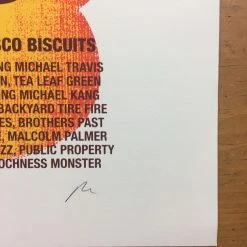 SCO BISCUITS
NG MICHAEL TRAVIS
N, TEA LEAF GREEN
NG MICHAEL KANG
BACKYARD TIRE FIRE
ES, BROTHERS PAST
E, MALCOLM PALMER
ZZ, PUBLIC PROPERTY
OCHNESS MONSTER